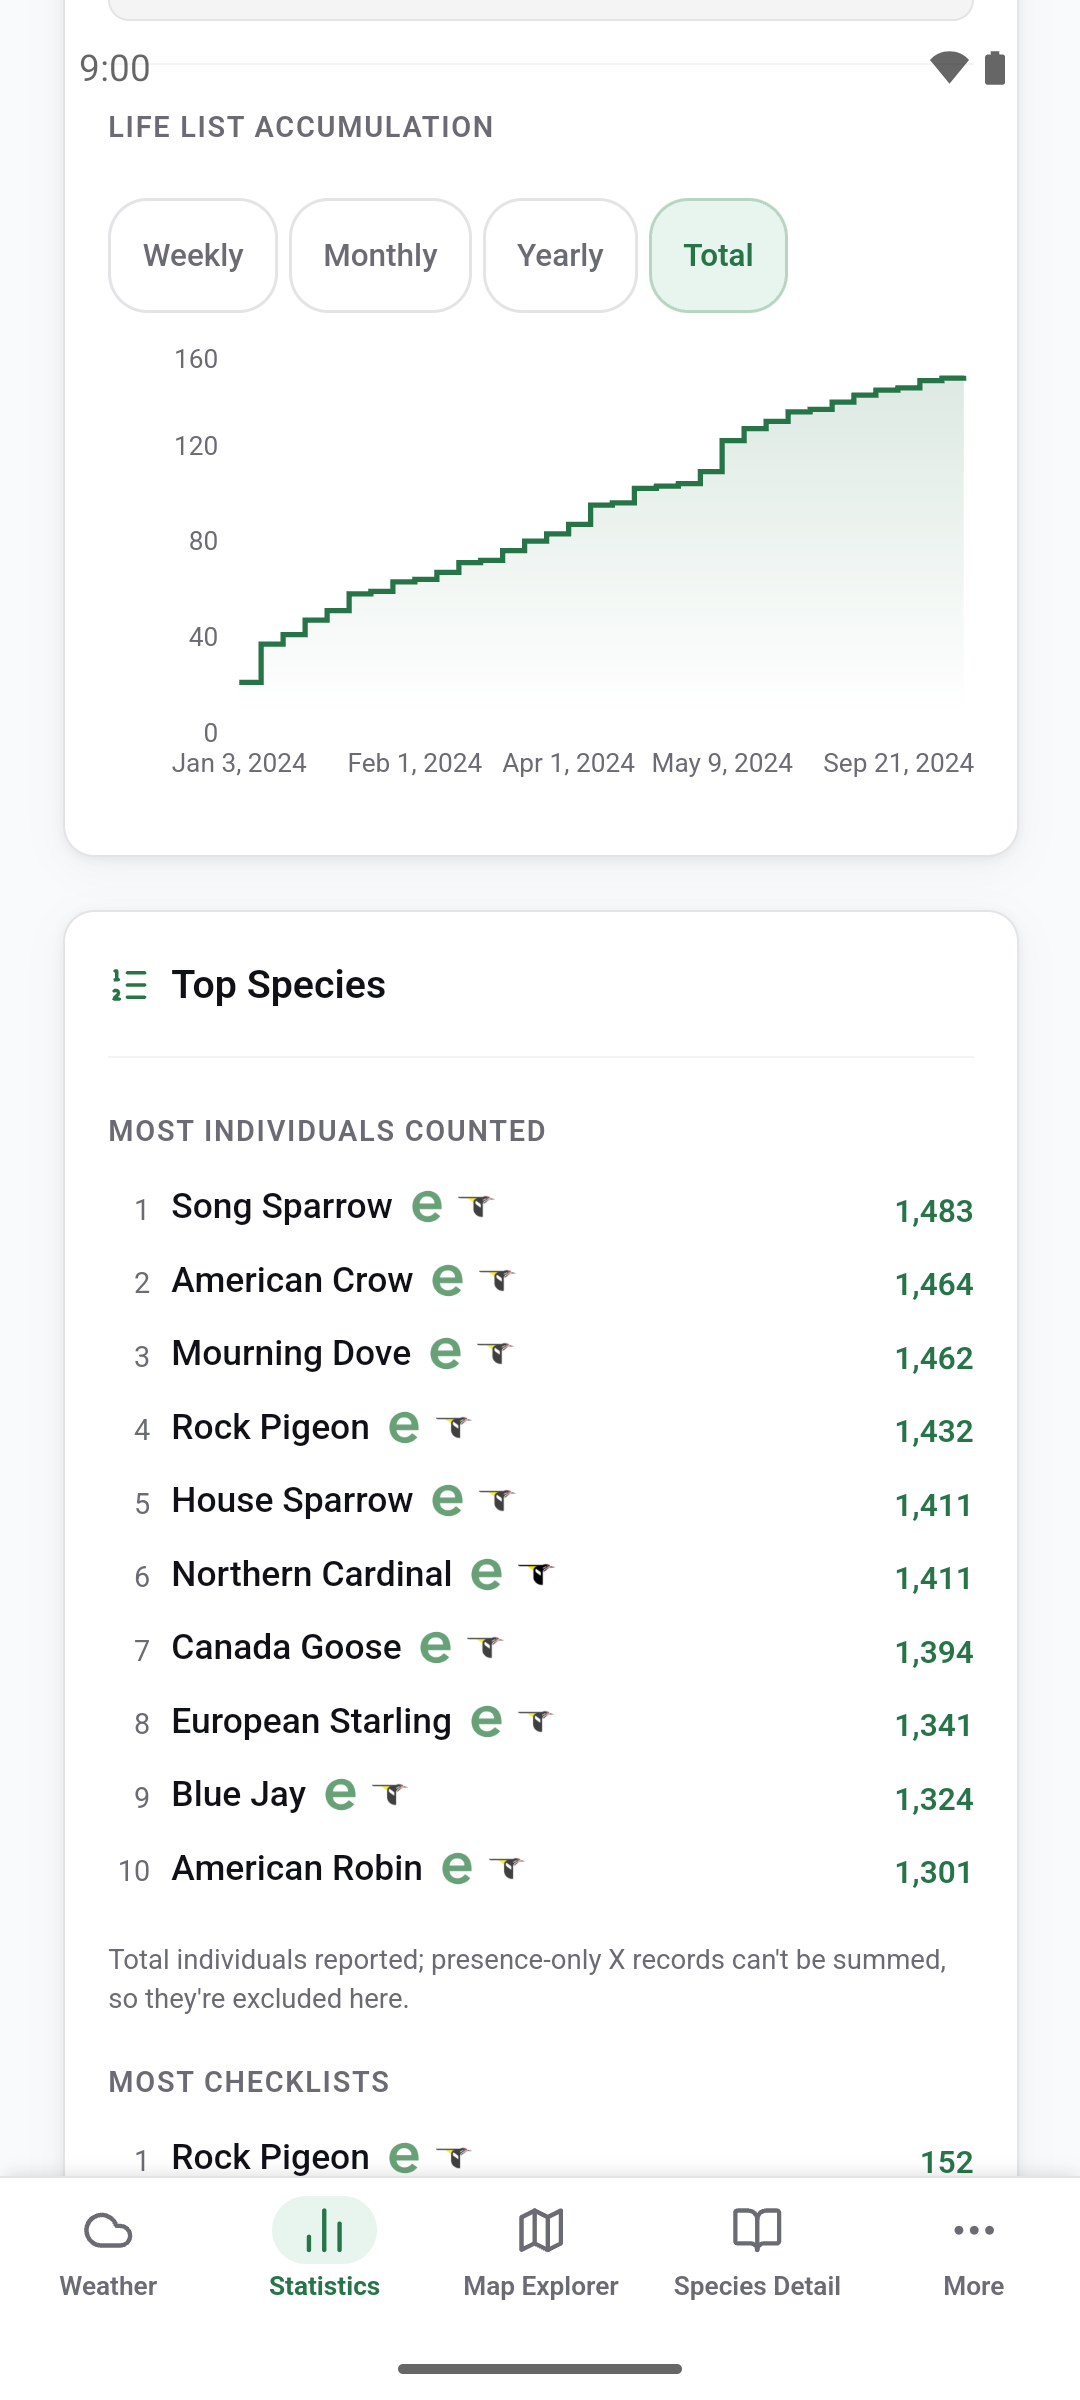 9:00
LIFE LIST ACCUMULATION
Weekly Monthly Yearly Total
160
120
80
40
0
Jan 3, 2024 Feb 1, 2024 Apr 1, 2024 May 9, 2024 Sep 21, 2024
Top Species
MOST INDIVIDUALS COUNTED
1 Song Sparrow 1,483
2 American Crow 1,464
3 Mourning Dove 1,462
4 Rock Pigeon 1,432
5 House Sparrow 1,411
6 Northern Cardinal 1,411
7 Canada Goose 1,394
8 European Starling 1,341
9 Blue Jay 1,324
10 American Robin 1,301
Total individuals reported; presence-only X records can't be summed,
so they're excluded here.
MOST CHECKLISTS
1 Rock Pigeon 152
Weather Statistics Map Explorer Species Detail More